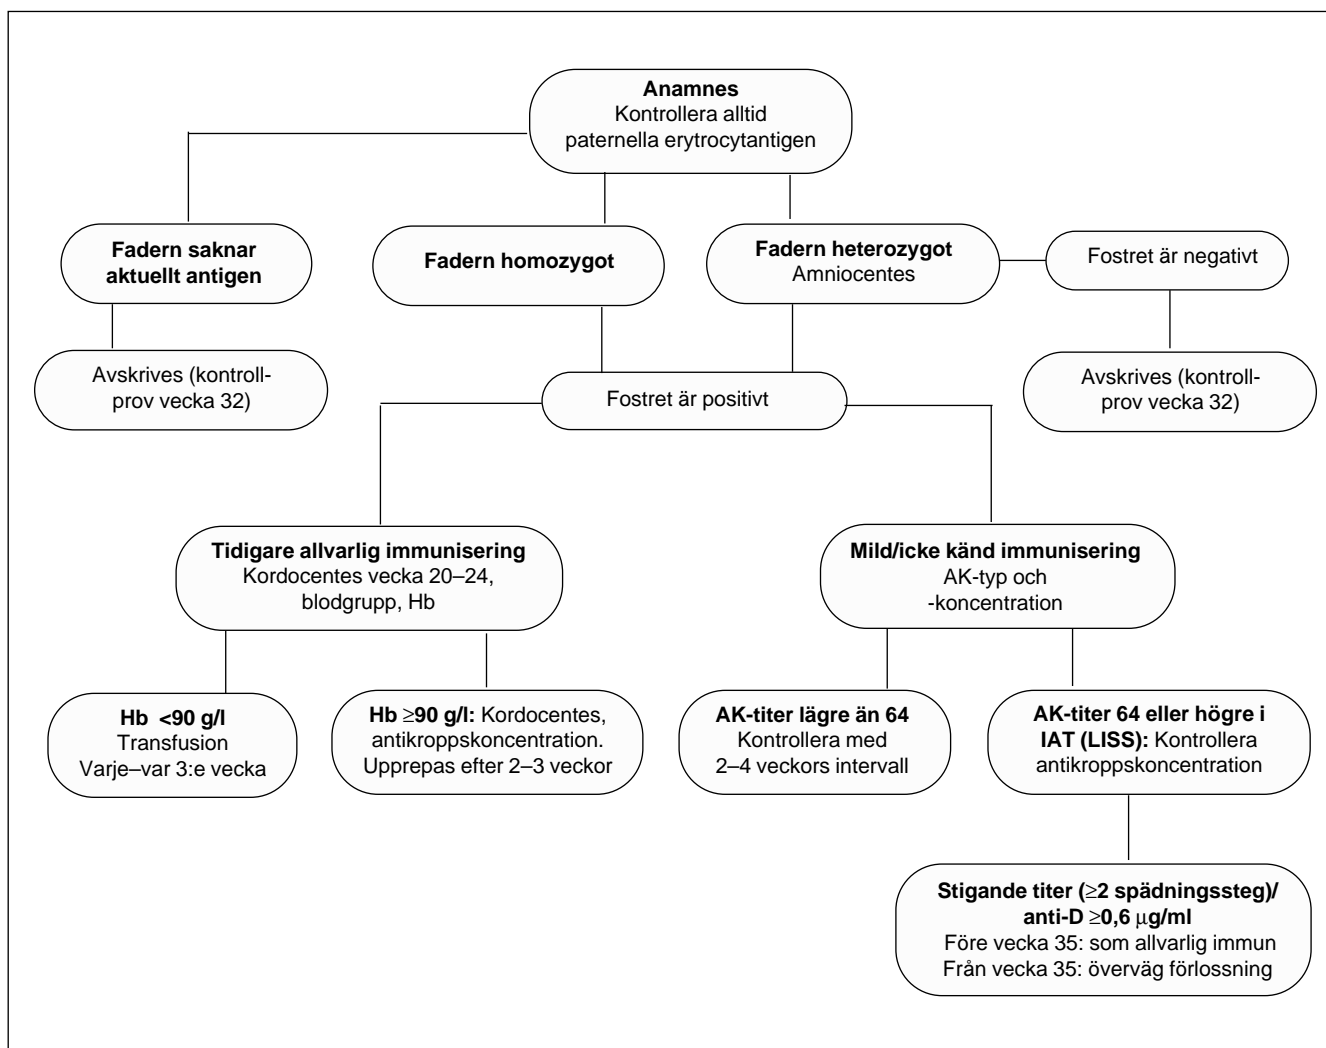 Anamnes
Kontrollera alltid
paternella erytrocytantigen
Fadern saknar
aktuellt antigen
Fadern homozygot
Fadern heterozygot
Amniocentes
Fostret är negativt
Avskrives (kontroll-
prov vecka 32)
Fostret är positivt
Avskrives (kontroll-
prov vecka 32)
Tidigare allvarlig immunisering
Kordocentes vecka 20–24,
blodgrupp, Hb
Mild/icke känd immunisering
AK-typ och
-koncentration
Hb <90 g/l
Transfusion
Varje–var 3:e vecka
Hb ≥90 g/l: Kordocentes,
antikroppskoncentration.
Upprepas efter 2–3 veckor
AK-titer lägre än 64
Kontrollera med
2–4 veckors intervall
AK-titer 64 eller högre i
IAT (LISS): Kontrollera
antikroppskoncentration
Stigande titer (≥2 spädningssteg)/
anti-D ≥0,6 µg/ml
Före vecka 35: som allvarlig immun
Från vecka 35: överväg förlossning